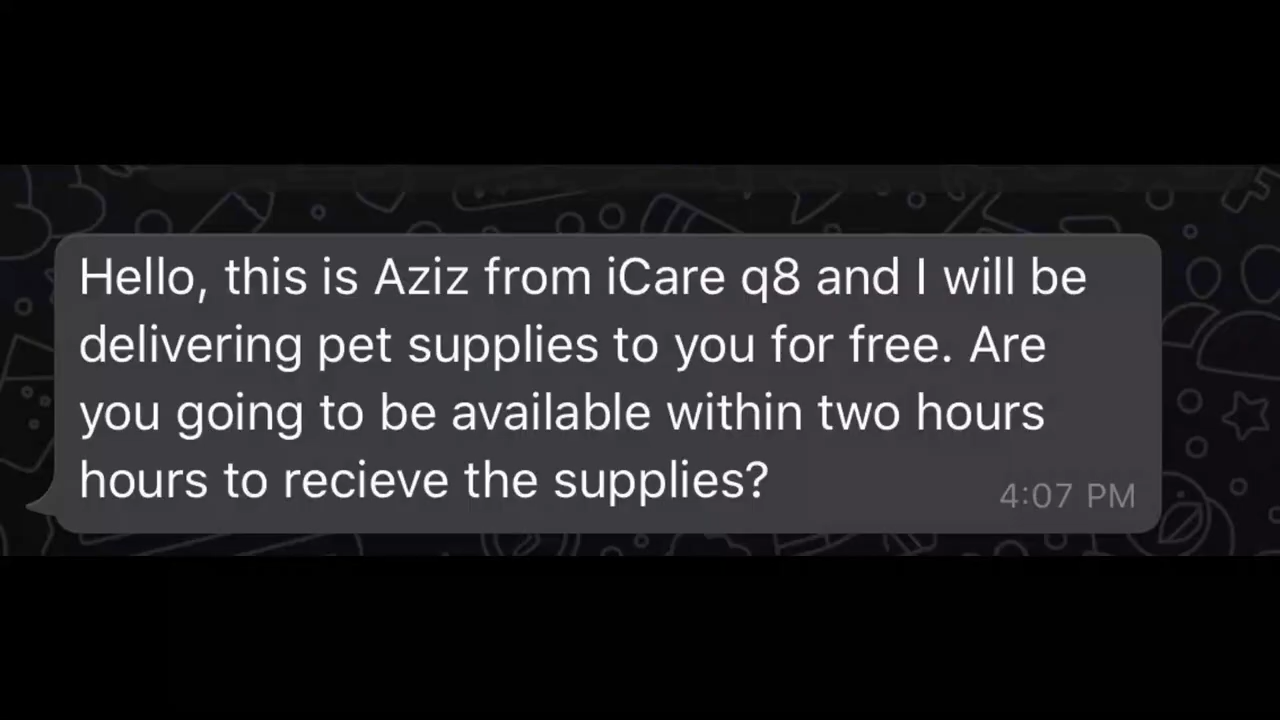 Hello, this is Aziz from iCare q8 and I will be
delivering pet supplies to you for free. Are
you going to be available within two hours
hours to recieve the supplies?
4:07 PM